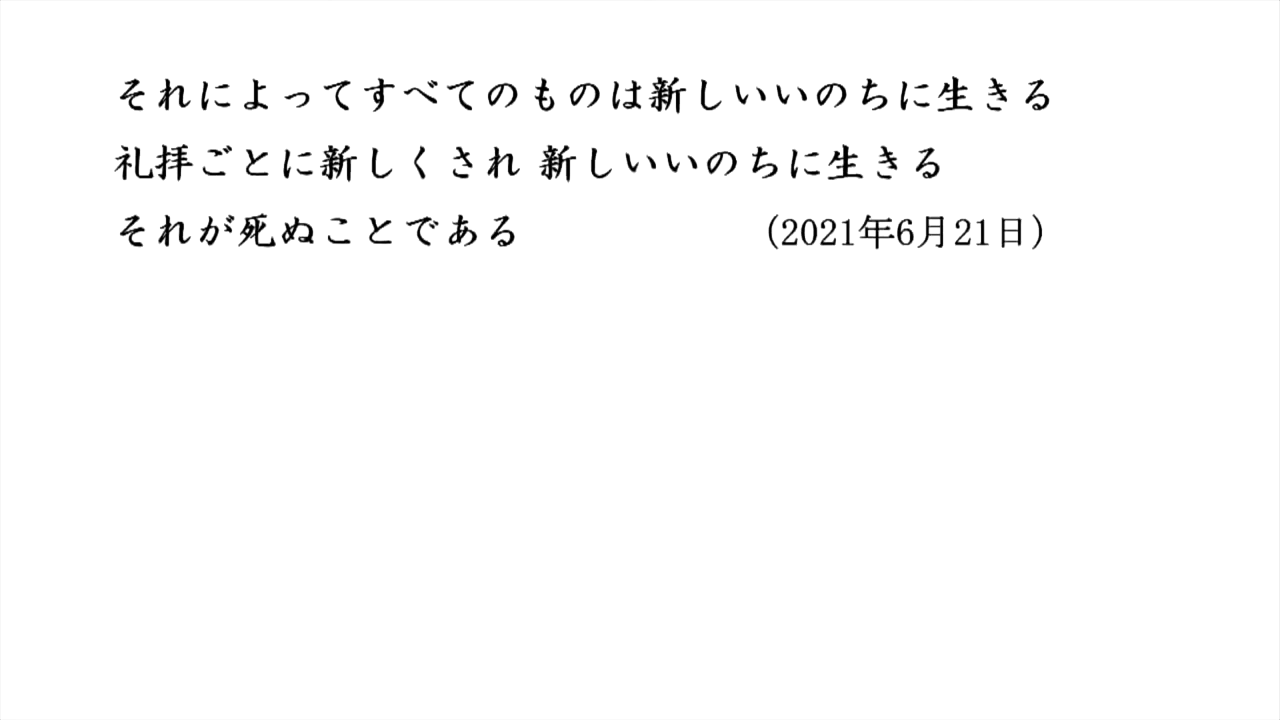 それによってすべてのものは新しいいのちに生きる
礼拝ごとに新しくされ 新しいいのちに生きる
それが死ぬことである (2021年6月21日)